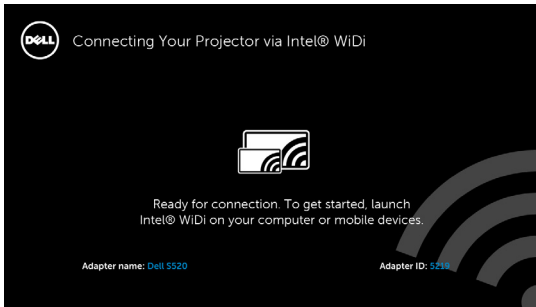 DELL
Connecting Your Projector via Intel® WiDi
Ready for connection. To get started, launch
Intel® WiDi on your computer or mobile devices.
Adapter name: Dell S520
Adapter ID: 5219